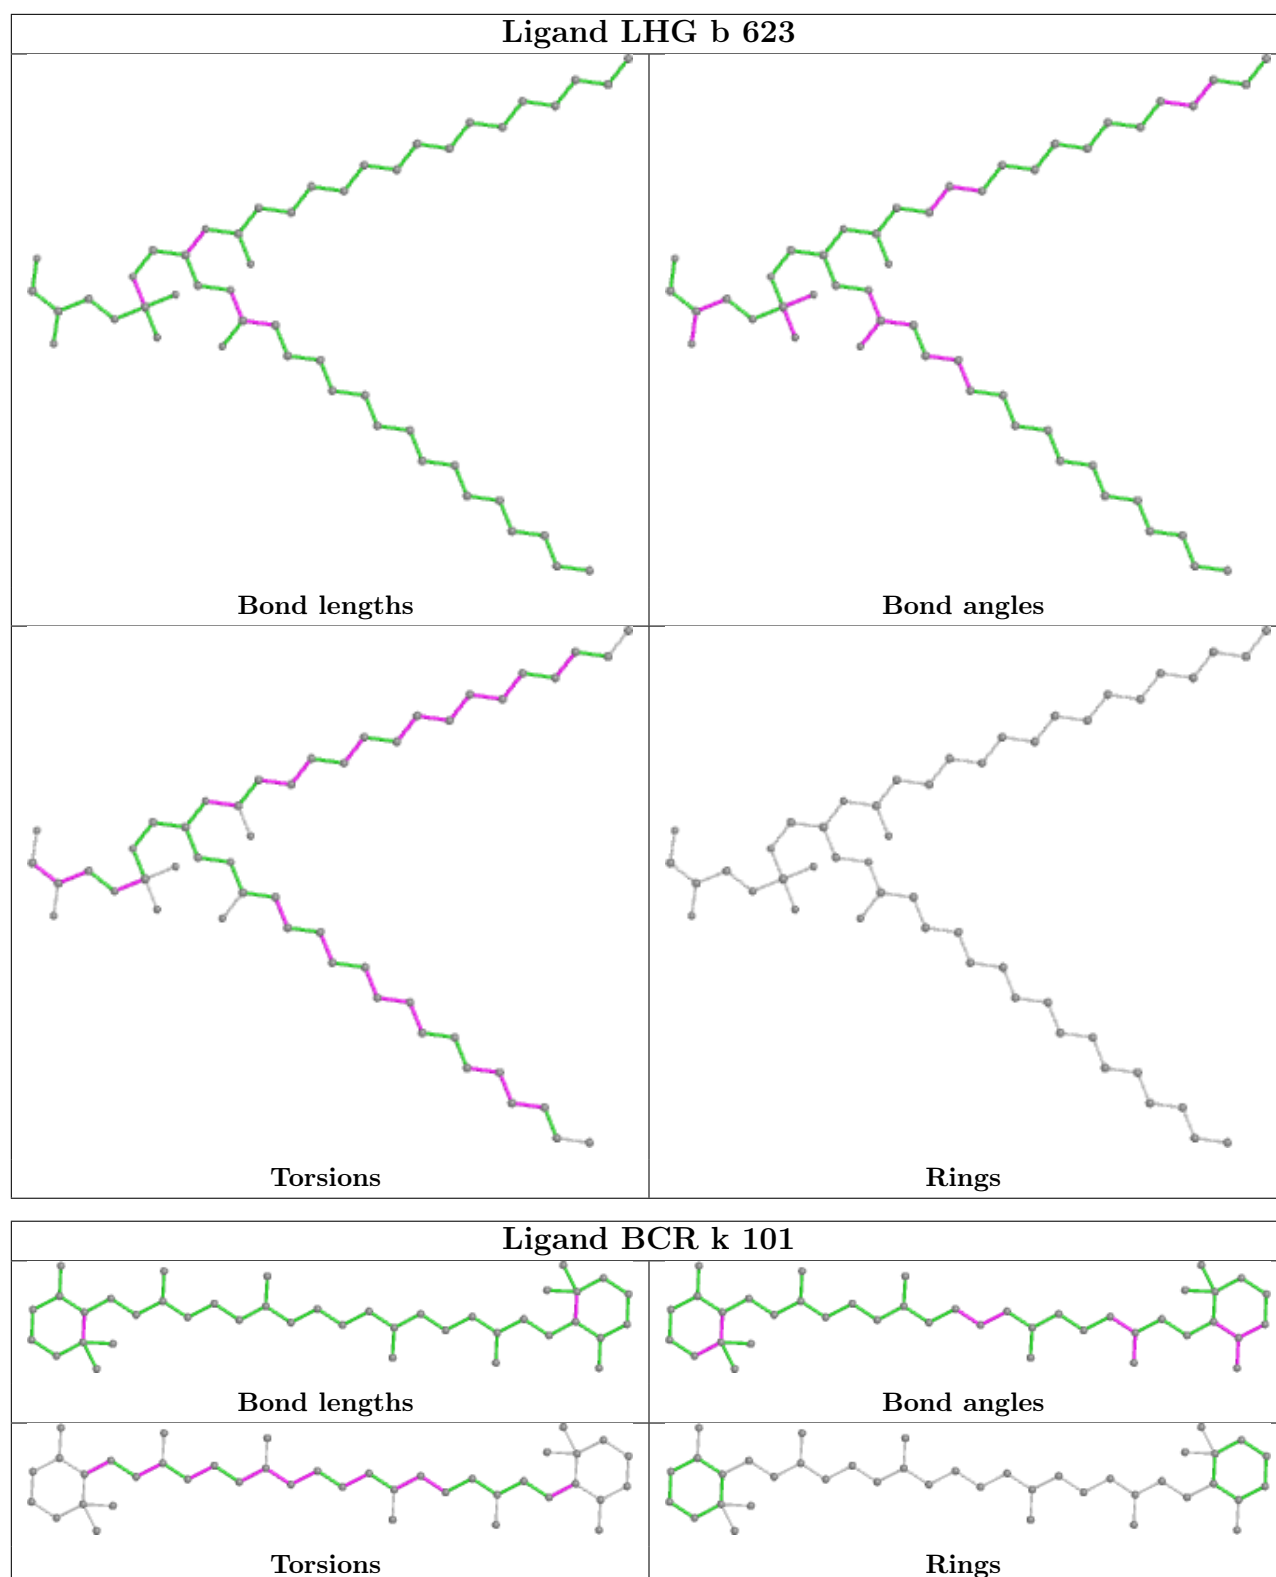 Ligand LHG b 623
Bond lengths
Bond angles
Torsions
Rings
Ligand BCR k 101
Bond lengths
Bond angles
Torsions
Rings